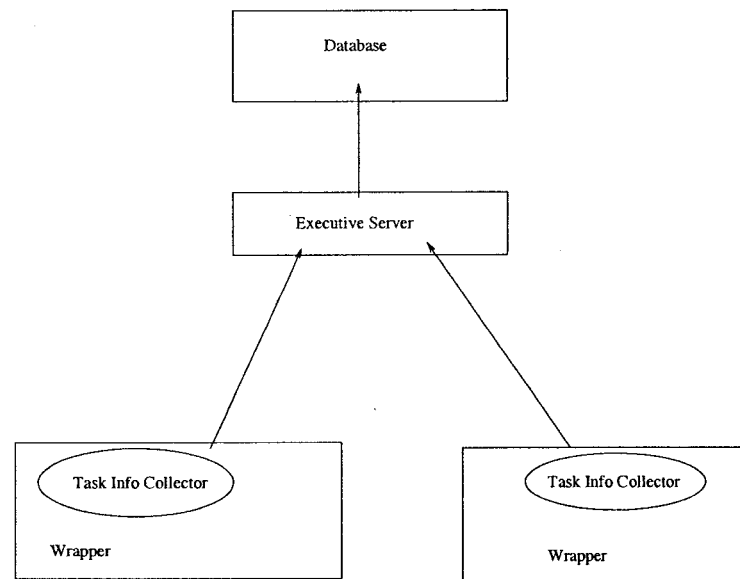 Database
Executive Server
Task Info Collector
Wrapper
Task Info Collector
Wrapper